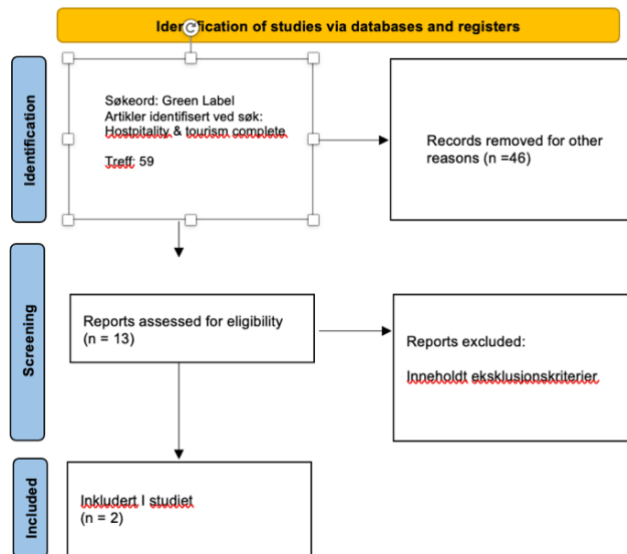 Identification of studies via databases and registers
Identification
Søkeord: Green Label
Artikler identifisert ved søk:
Hostpitality & tourism complete
Treff: 59
Records removed for other
reasons (n =46)
Screening
Reports assessed for eligibility
(n = 13)
Reports excluded:
Inneholdt eksklusjonskriterier
Included
Inkludert I studiet
(n = 2)